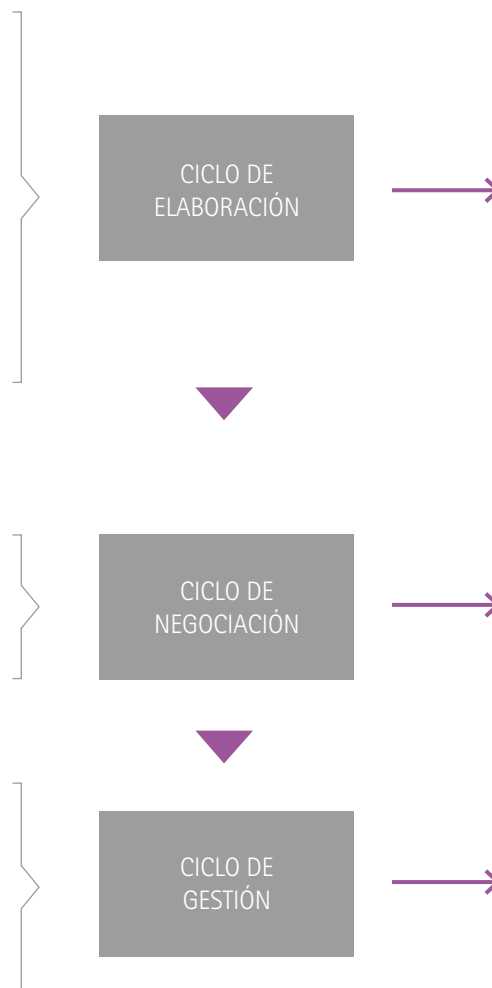 CICLO DE
ELABORACIÓN
CICLO DE
NEGOCIACIÓN
CICLO DE
GESTIÓN